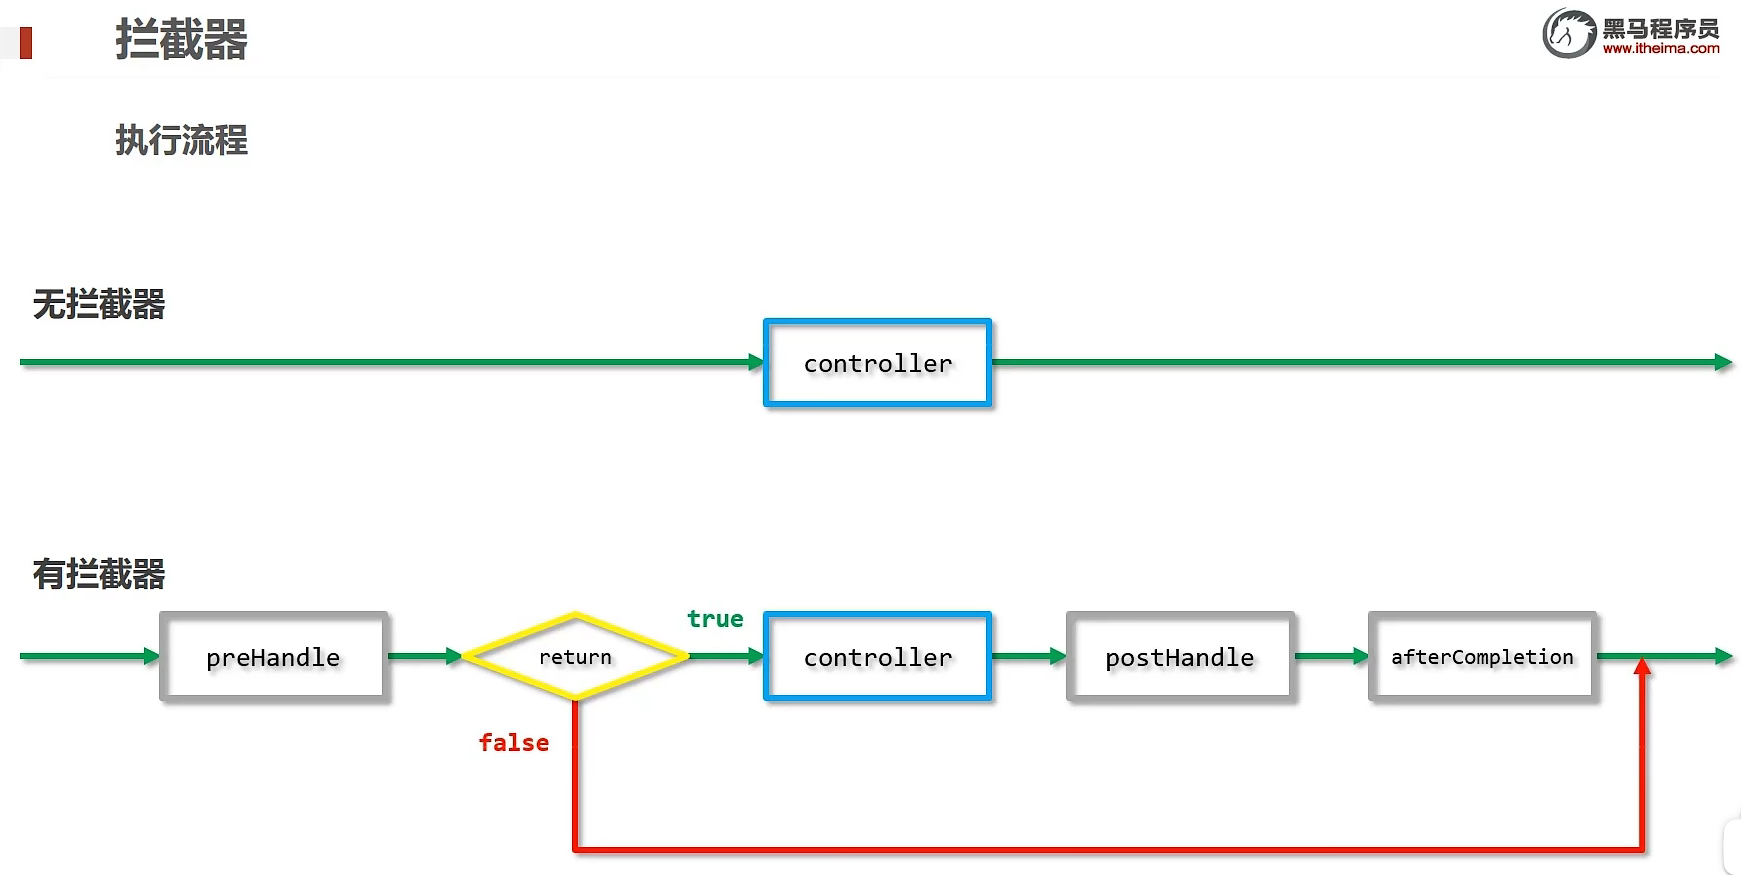 拦截器
黑马程序员
www.itheima.com
执行流程
无拦截器
controller
有拦截器
preHandle
return
true
controller
postHandle
afterCompletion
false